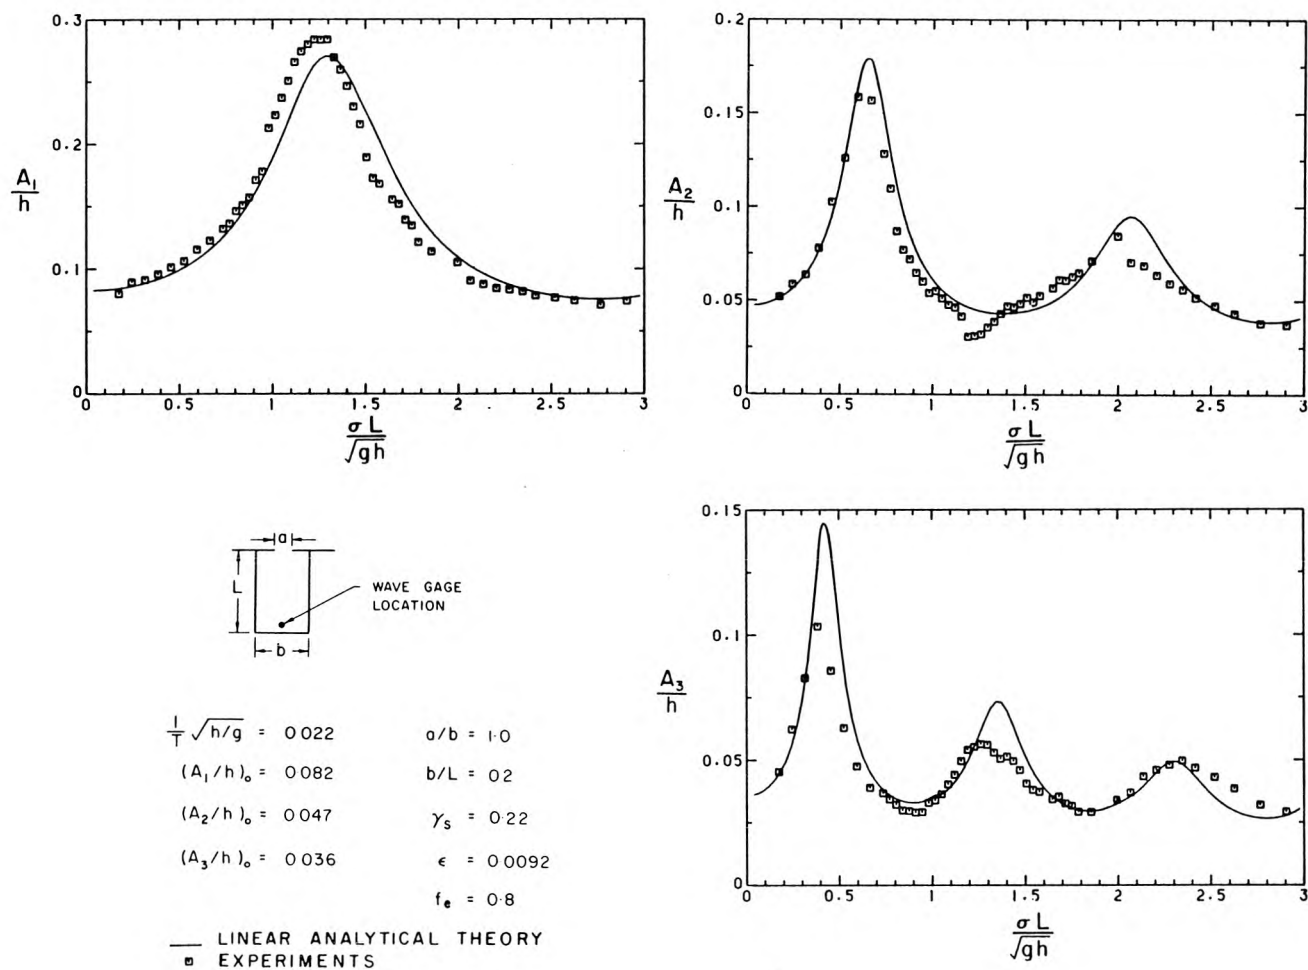 0.3
0.2
0.1
0
A₁/h
0 0.5 1 1.5 2 2.5 3
σL/√gh
0.2
0.15
0.1
0.05
0
A₂/h
0 0.5 1 1.5 2 2.5 3
σL/√gh
0.15
0.1
0.05
0
A₃/h
0 0.5 1 1.5 2 2.5 3
σL/√gh
a
L
b
WAVE GAGE
LOCATION
1/T √h/g = 0.022
(A₁/h)₀ = 0.082
(A₂/h)₀ = 0.047
(A₃/h)₀ = 0.036
a/b = 1.0
b/L = 0.2
γₛ = 0.22
ϵ = 0.0092
fₑ = 0.8
LINEAR ANALYTICAL THEORY
EXPERIMENTS